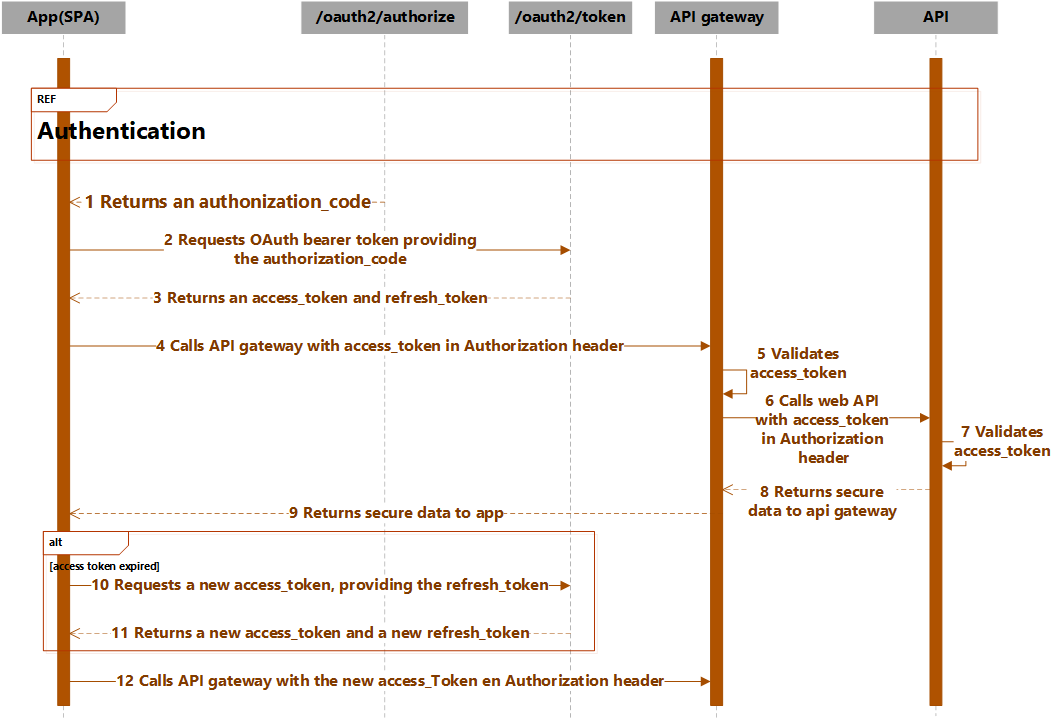 App(SPA)
/oauth2/authorize
/oauth2/token
API gateway
API
REF
Authentication
1 Returns an authonization_code
2 Requests OAuth bearer token providing
the authorization_code
3 Returns an access_token and refresh_token
4 Calls API gateway with access_token in Authorization header
5 Validates
access_token
6 Calls web API
with access_token
in Authorization
header
7 Validates
access_token
8 Returns secure
data to api gateway
9 Returns secure data to app
alt
[access token expired]
10 Requests a new access_token, providing the refresh_token
11 Returns a new access_token and a new refresh_token
12 Calls API gateway with the new access_Token en Authorization header